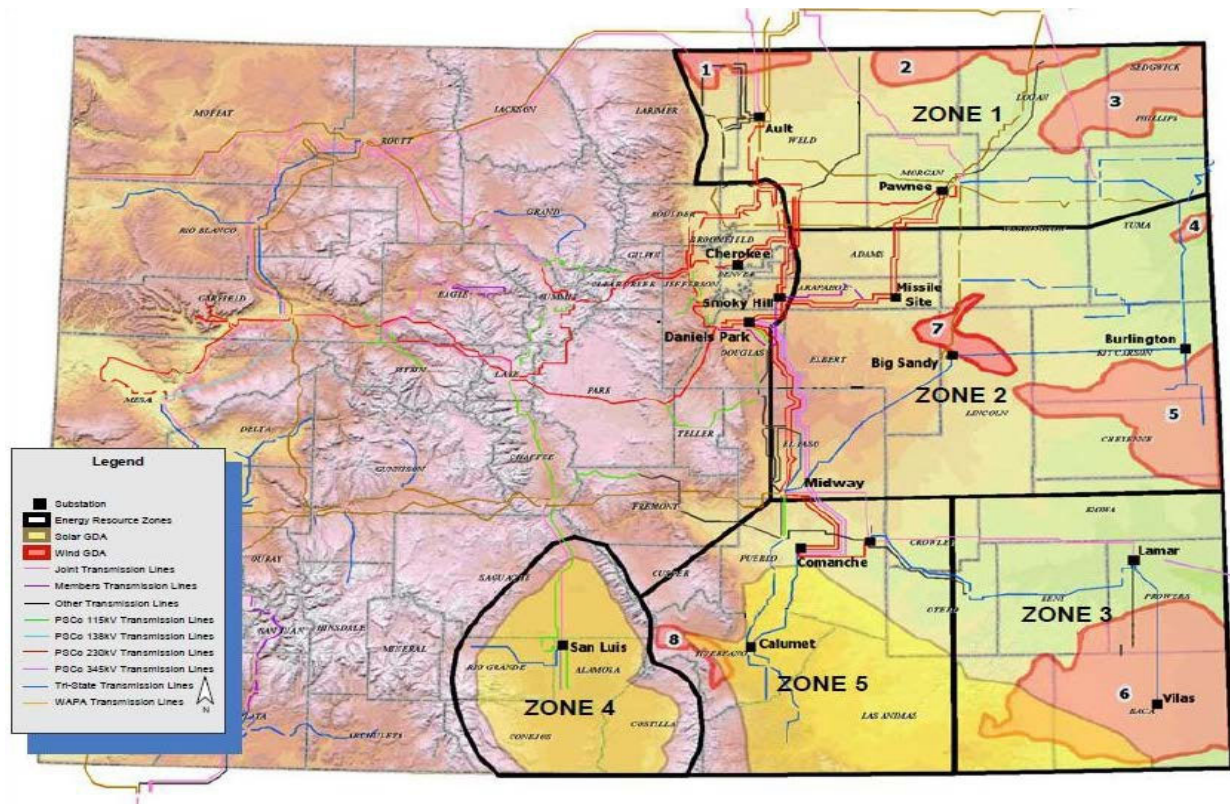 1
2
3
SEDGWICK
JACKSON
MOFFAT
LARIMER
LOGAN
ZONE 1
PHILLIPS
Ault
ROUTT
WELD
MORGAN
Pawnee
GRAND
BOULDER
YUMA
4
RIO BLANCO
WASHINGTON
BROOMFIELD
GILPIN
ADAMS
Cherokee
DENVER
CLEAR CREEK
JEFFERSON
EAGLE
SUMMIT
GARFIELD
Smoky Hill
ARAPAHOE
Missile
Site
7
Daniels Park
DOUGLAS
ELBERT
Big Sandy
Burlington
KIT CARSON
PITKIN
LAKE
PARK
ZONE 2
MESA
LINCOLN
5
DELTA
TELLER
CHEYENNE
EL PASO
CHAFFEE
GUNNISON
Midway
FREMONT
KIOWA
OURAY
PUEBLO
CROWLEY
Comanche
Lamar
SAGUACHE
CUSTER
BENT
PROWERS
OTERO
ZONE 3
SAN JUAN
HINSDALE
MINERAL
San Luis
8
HUERFANO
Calumet
RIO GRANDE
ALAMOSA
ZONE 5
6
Vilas
BACA
ZONE 4
COSTILLA
LAS ANIMAS
CONEJOS
ARCHULETA
Legend
Substation
Energy Resource Zones
Solar GDA
Wind GDA
Joint Transmission Lines
Members Transmission Lines
Other Transmission Lines
PSCo 115kV Transmission Lines
PSCo 138kV Transmission Lines
PSCo 230kV Transmission Lines
PSCo 345kV Transmission Lines
Tri-State Transmission Lines
WAPA Transmission Lines
N